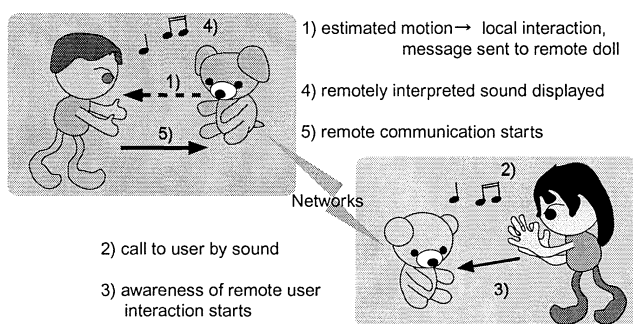 4)
1) estimated motion→ local interaction,
message sent to remote doll
1)
4) remotely interpreted sound displayed
5)
5) remote communication starts
2)
Networks
2) call to user by sound
3)
3) awareness of remote user
interaction starts